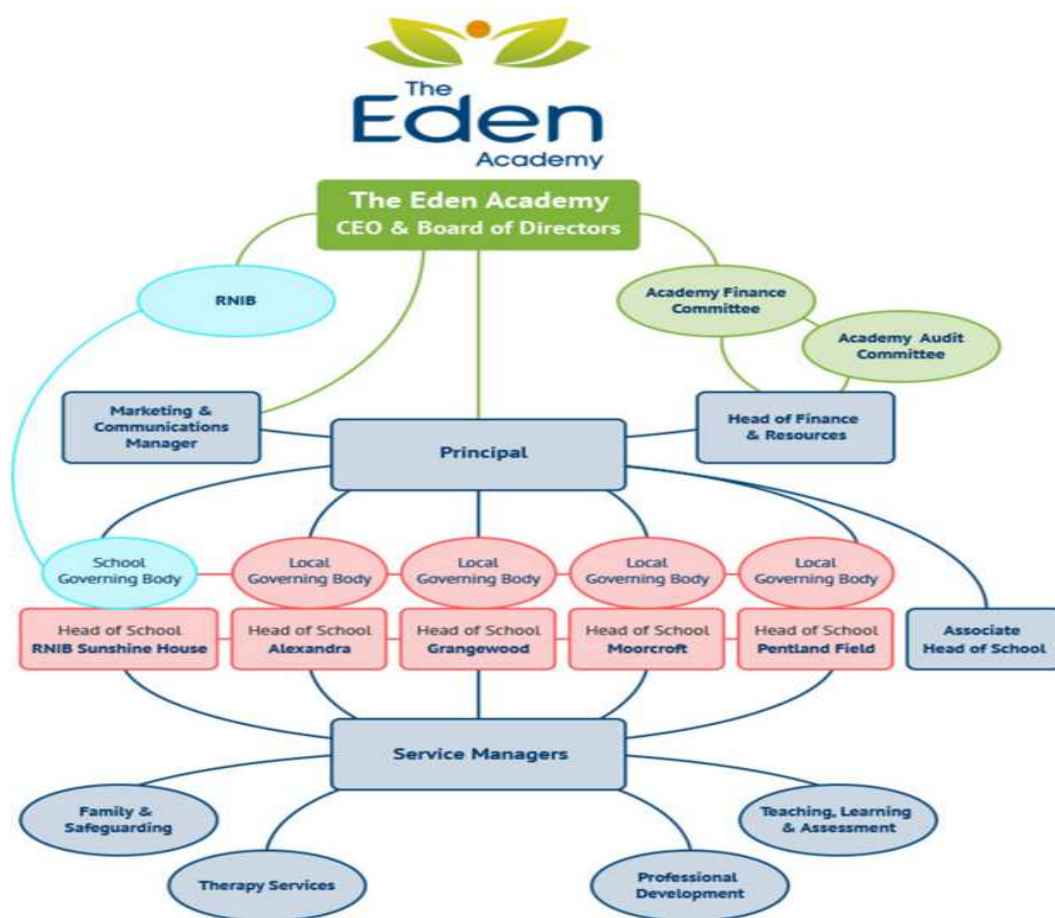 The
Eden
Academy
The Eden Academy
CEO & Board of Directors
RNIB
Academy Finance
Committee
Academy Audit
Committee
Marketing &
Communications
Manager
Principal
Head of Finance
& Resources
School
Governing Body
Local
Governing Body
Local
Governing Body
Local
Governing Body
Local
Governing Body
Head of School
RNIB Sunshine House
Head of School
Alexandra
Head of School
Grangewood
Head of School
Moorcroft
Head of School
Pentland Field
Associate
Head of School
Service Managers
Family &
Safeguarding
Therapy Services
Professional
Development
Teaching, Learning
& Assessment